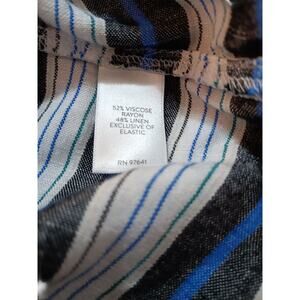 52% VISCOSE
RAYON
48% LINEN
EXCLUSIVE OF
ELASTIC
RN 97641